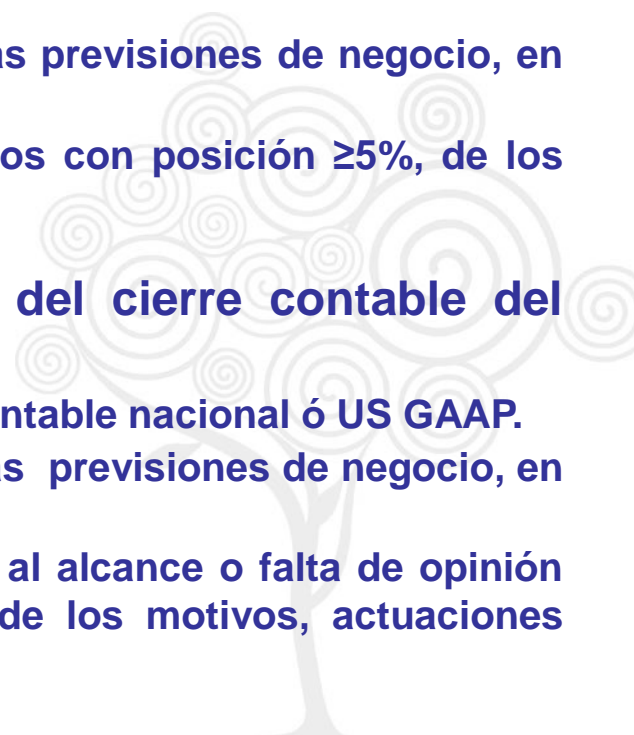 as previsiones de negocio, en
os con posición ≥5%, de los
del cierre contable del
ntable nacional ó US GAAP.
as previsiones de negocio, en
al alcance o falta de opinión
de los motivos, actuaciones